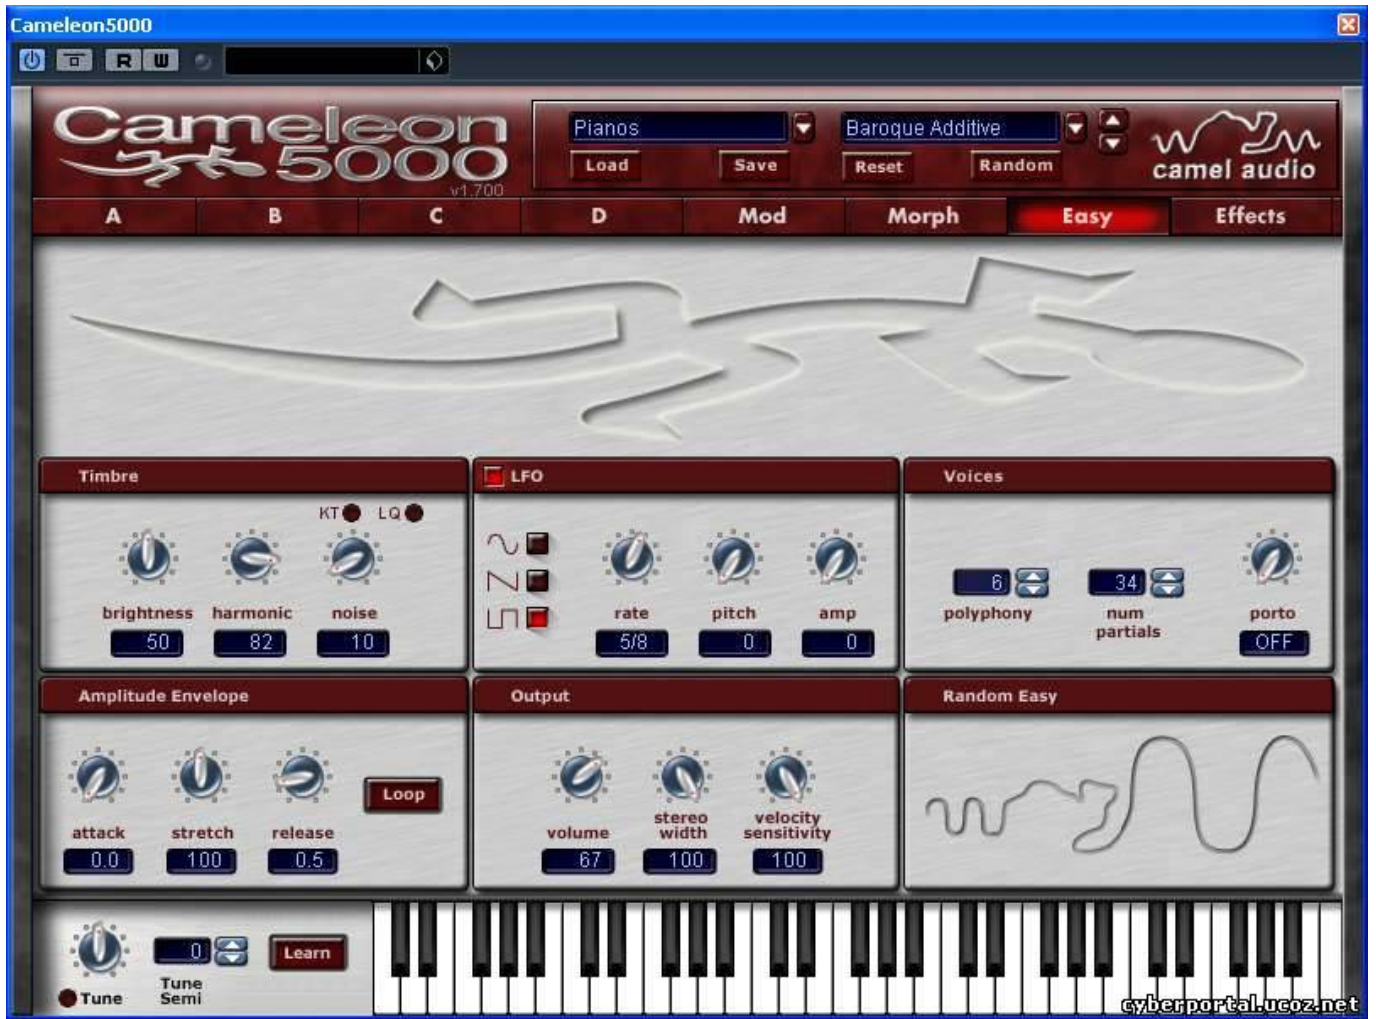 Cameleon5000
R W
Cameleon
5000
v1.700
Pianos
Load Save
Baroque Additive
Reset Random
camel audio
A B C D Mod Morph Easy Effects
Timbre
KT LQ
brightness harmonic noise
50 82 10
LFO
rate pitch amp
5/8 0 0
Voices
6 34
polyphony num partials porto
OFF
Amplitude Envelope
Loop
attack stretch release
0.0 100 0.5
Output
volume stereo width velocity sensitivity
67 100 100
Random Easy
0 Learn
Tune Tune Semi
cyberportal.ucoz.net